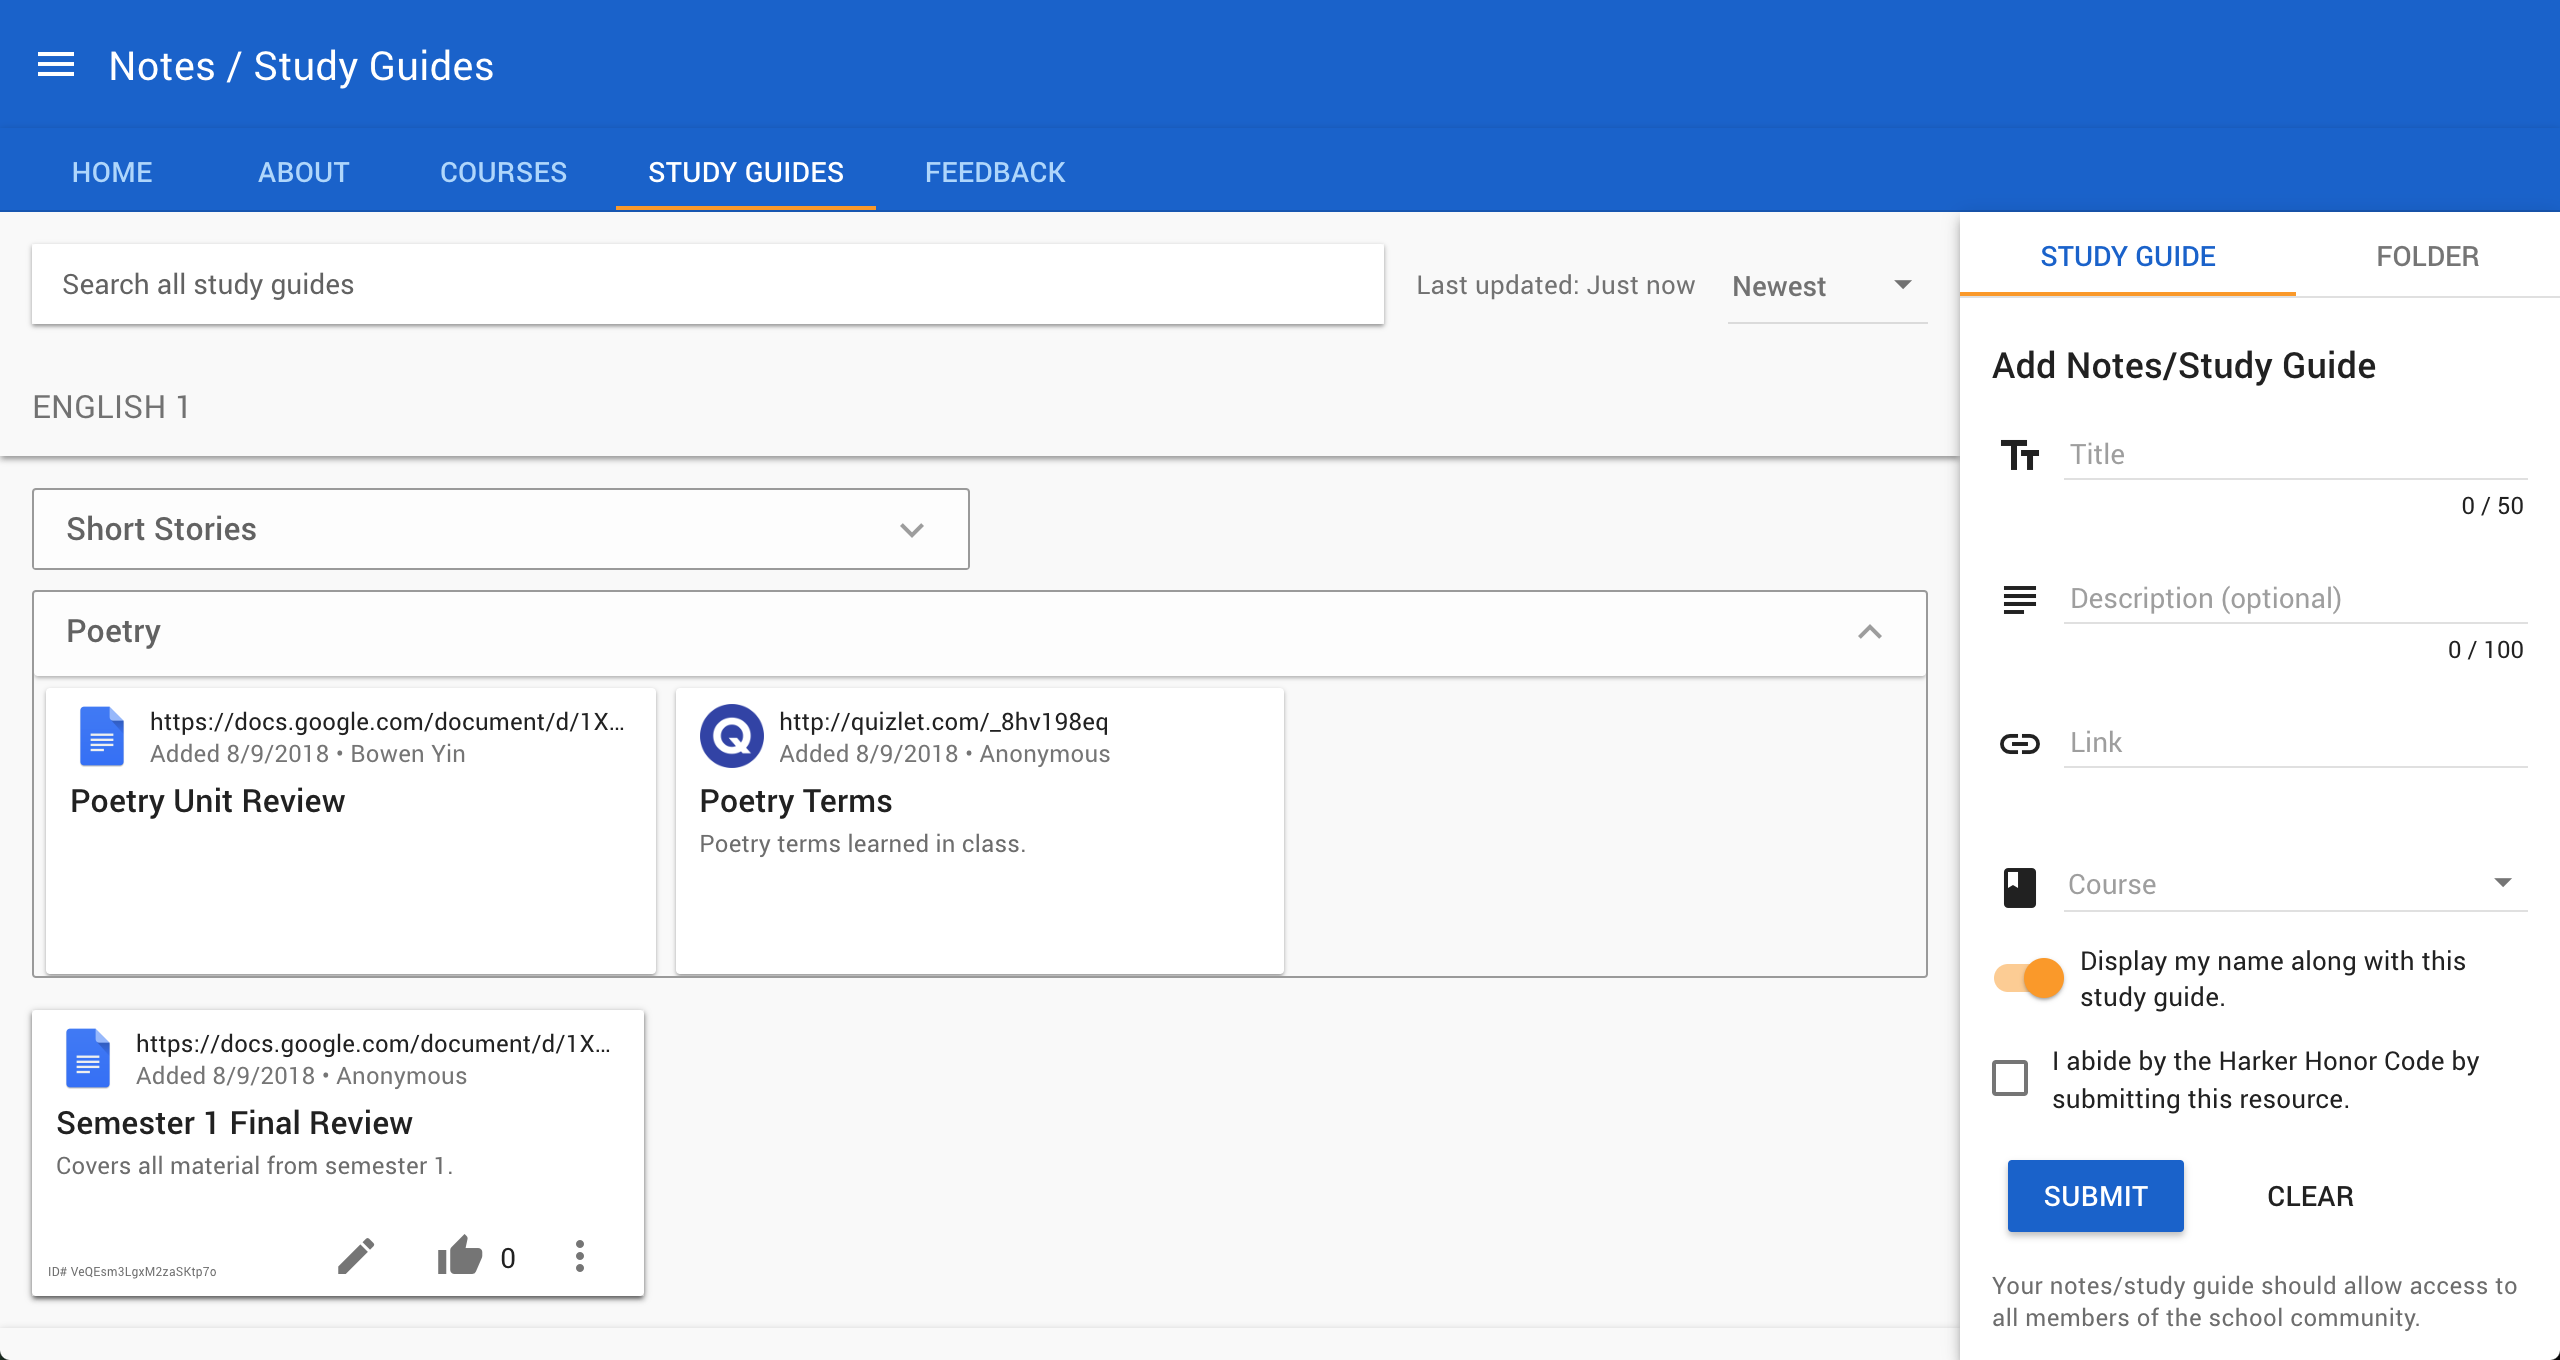 Notes / Study Guides
HOME
ABOUT
COURSES
STUDY GUIDES
FEEDBACK
Search all study guides
Last updated: Just now
Newest
ENGLISH 1
Short Stories
Poetry
https://docs.google.com/document/d/1X...
Added 8/9/2018 • Bowen Yin
Poetry Unit Review
Q
http://quizlet.com/_8hv198eq
Added 8/9/2018 • Anonymous
Poetry Terms
Poetry terms learned in class.
https://docs.google.com/document/d/1X...
Added 8/9/2018 • Anonymous
Semester 1 Final Review
Covers all material from semester 1.
ID# VeQEsm3LgxM2zaSKtp7o
0
STUDY GUIDE
FOLDER
Add Notes/Study Guide
Title
0 / 50
Description (optional)
0 / 100
Link
Course
Display my name along with this
study guide.
I abide by the Harker Honor Code by
submitting this resource.
SUBMIT
CLEAR
Your notes/study guide should allow access to
all members of the school community.